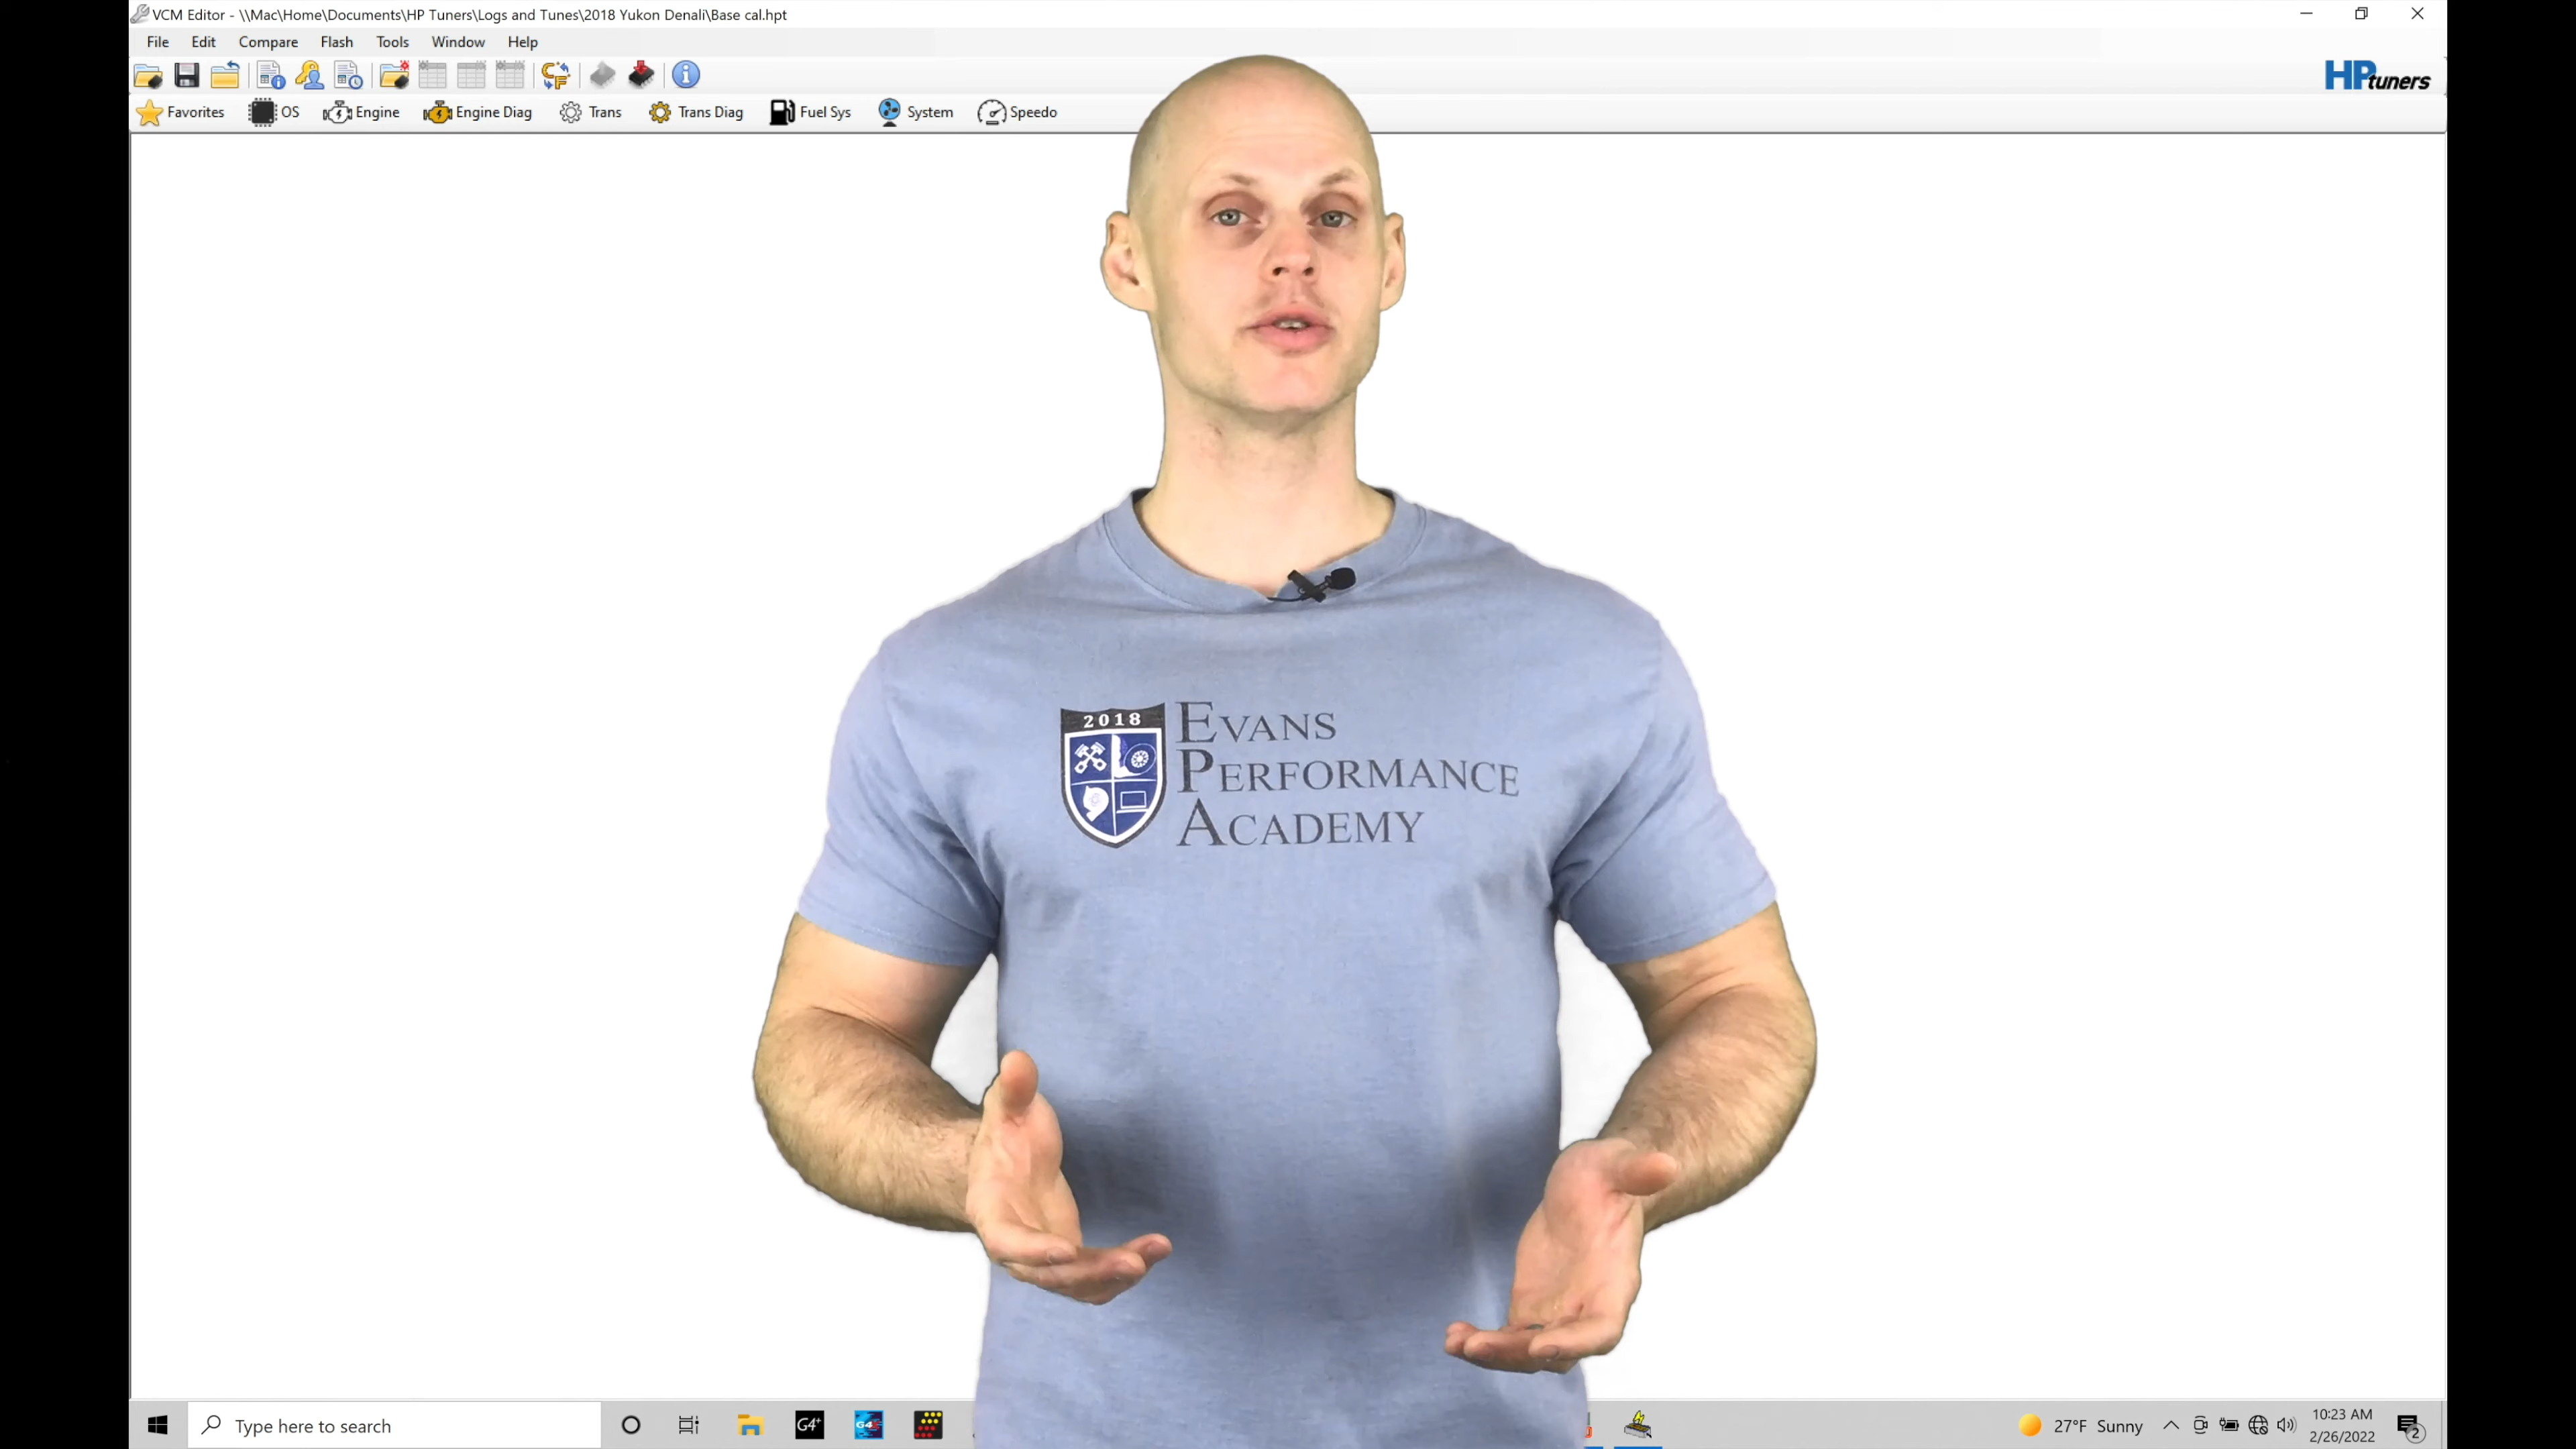 VCM Editor - \\Mac\Home\Documents\HP Tuners\Logs and Tunes\2018 Yukon Denali\Base cal.hpt
File Edit Compare Flash Tools Window Help
HPtuners
Favorites OS Engine Engine Diag Trans Trans Diag Fuel Sys System Speedo
2018
EVANS
PERFORMANCE
ACADEMY
Type here to search
G4+
27°F Sunny
10:23 AM
2/26/2022
2